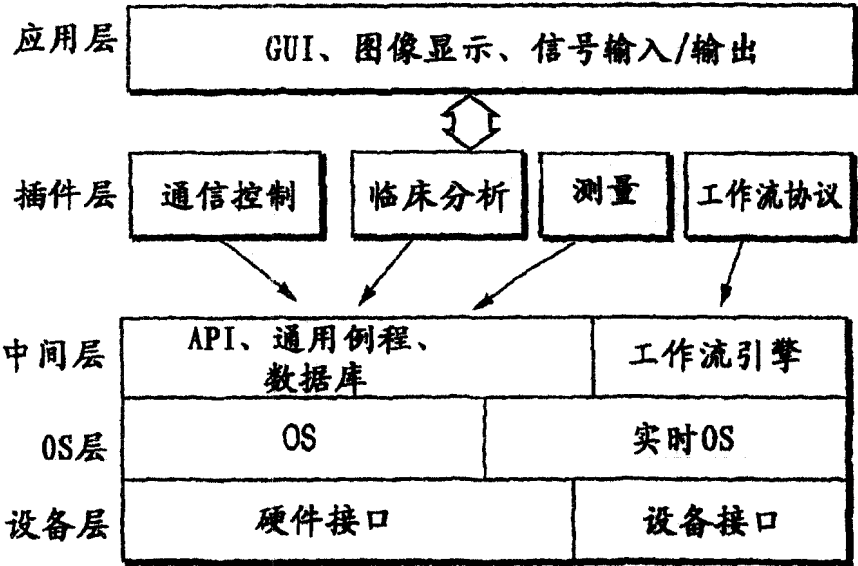 应用层
GUI、图像显示、信号输入/输出
插件层
通信控制
临床分析
测量
工作流协议
中间层
API、通用例程、
数据库
工作流引擎
OS层
OS
实时OS
设备层
硬件接口
设备接口